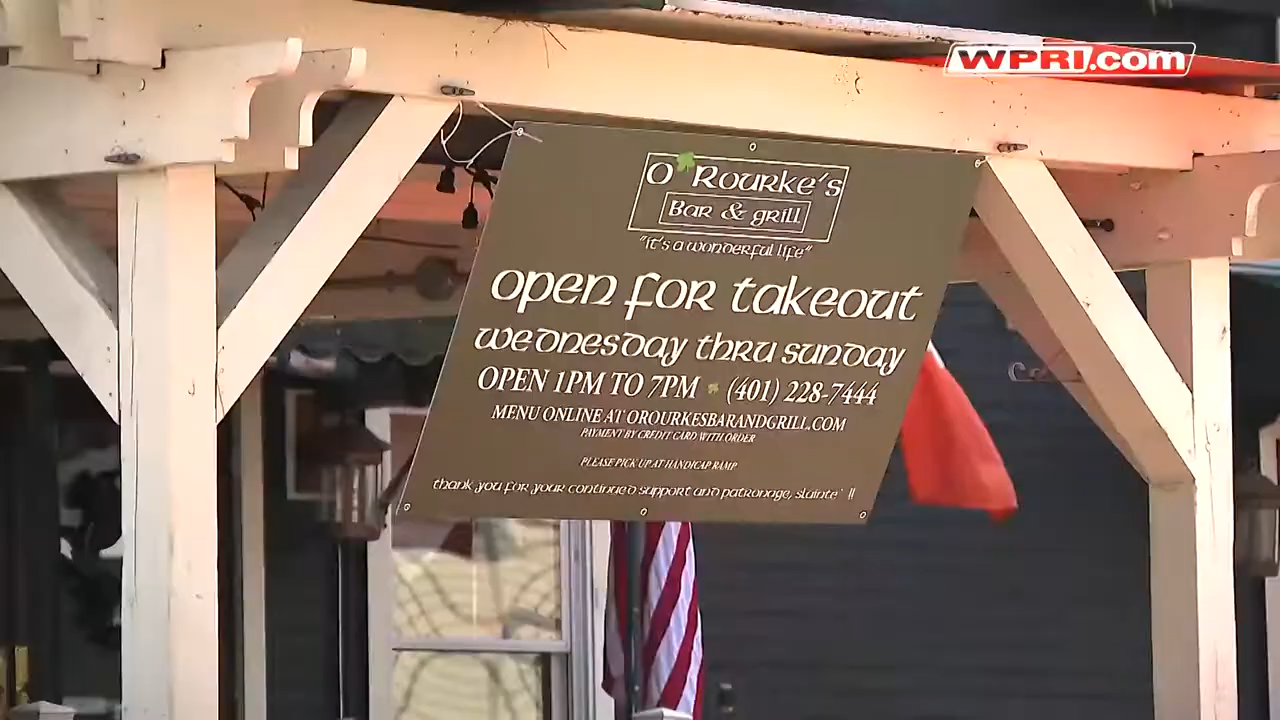 WPRI.com
O'Rourke's
Bar & grill
"it's a wonderful life"
open for takeout
wednesday thru sunday
OPEN 1PM TO 7PM (401) 228-7444
MENU ONLINE AT OROURKESBARANDGRILL.COM
PAYMENT BY CREDIT CARD WITH ORDER
PLEASE PICK UP AT HANDICAP RAMP
thank you for your continued support and patronage, slainte' !!